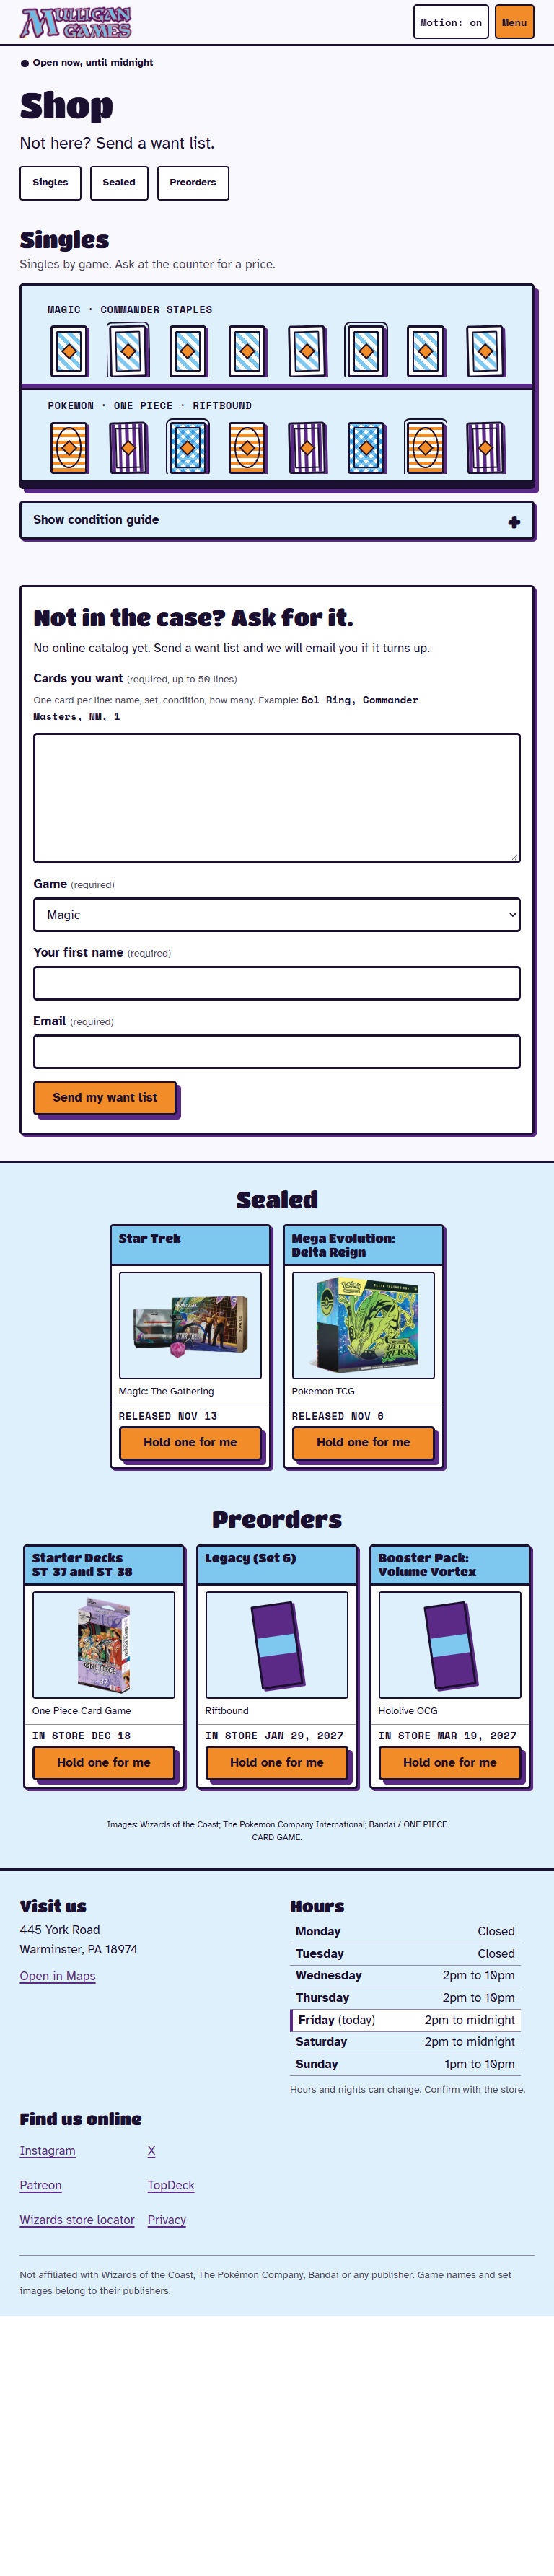 MULLIGAN
GAMES
Motion: on
Menu
Open now, until midnight
Shop
Not here? Send a want list.
Singles
Sealed
Preorders
Singles
Singles by game. Ask at the counter for a price.
MAGIC · COMMANDER STAPLES
POKEMON · ONE PIECE · RIFTBOUND
Show condition guide
Not in the case? Ask for it.
No online catalog yet. Send a want list and we will email you if it turns up.
Cards you want (required, up to 50 lines)
One card per line: name, set, condition, how many. Example: Sol Ring, Commander
Masters, NM, 1
Game (required)
Magic
Your first name (required)
Email (required)
Send my want list
Sealed
Star Trek
Magic: The Gathering
RELEASED NOV 13
Hold one for me
Mega Evolution:
Delta Reign
Pokemon TCG
RELEASED NOV 6
Hold one for me
Preorders
Starter Decks
ST-37 and ST-38
One Piece Card Game
IN STORE DEC 18
Hold one for me
Legacy (Set 6)
Riftbound
IN STORE JAN 29, 2027
Hold one for me
Booster Pack:
Volume Vortex
Hololive OCG
IN STORE MAR 19, 2027
Hold one for me
Images: Wizards of the Coast; The Pokemon Company International; Bandai / ONE PIECE
CARD GAME.
Visit us
445 York Road
Warminster, PA 18974
Open in Maps
Hours
Monday Closed
Tuesday Closed
Wednesday 2pm to 10pm
Thursday 2pm to 10pm
Friday (today) 2pm to midnight
Saturday 2pm to midnight
Sunday 1pm to 10pm
Hours and nights can change. Confirm with the store.
Find us online
Instagram
X
Patreon
TopDeck
Wizards store locator
Privacy
Not affiliated with Wizards of the Coast, The Pokémon Company, Bandai or any publisher. Game names and set
images belong to their publishers.